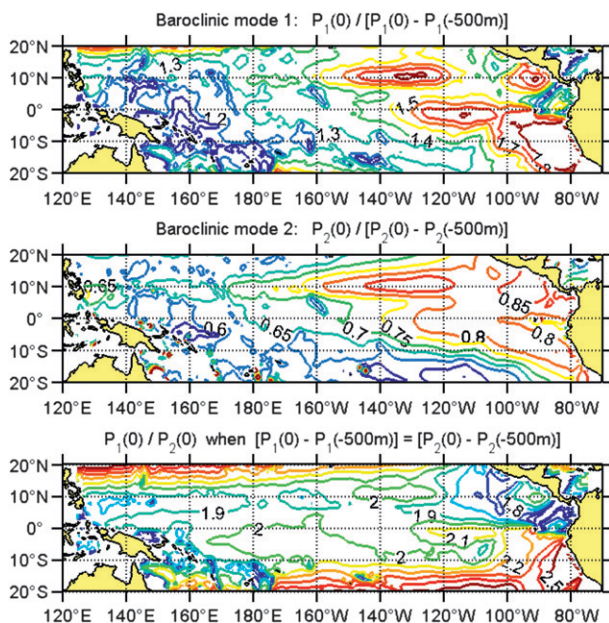 Baroclinic mode 1: P1(0) / [P1(0) - P1(-500m)]
20°N
10°N
0°
10°S
20°S
1.3
1.2
1.3
1.4
1.5
1.7
120°E 140°E 160°E 180°E 160°W 140°W 120°W 100°W 80°W
Baroclinic mode 2: P2(0) / [P2(0) - P2(-500m)]
20°N
10°N
0°
10°S
20°S
0.65
0.6
0.65
0.7
0.75
0.8
0.85
0.8
120°E 140°E 160°E 180°E 160°W 140°W 120°W 100°W 80°W
P1(0) / P2(0) when [P1(0) - P1(-500m)] = [P2(0) - P2(-500m)]
20°N
10°N
0°
10°S
20°S
1.9
2
2
1.9
2.1
1.8
2.2
2.5
120°E 140°E 160°E 180°E 160°W 140°W 120°W 100°W 80°W